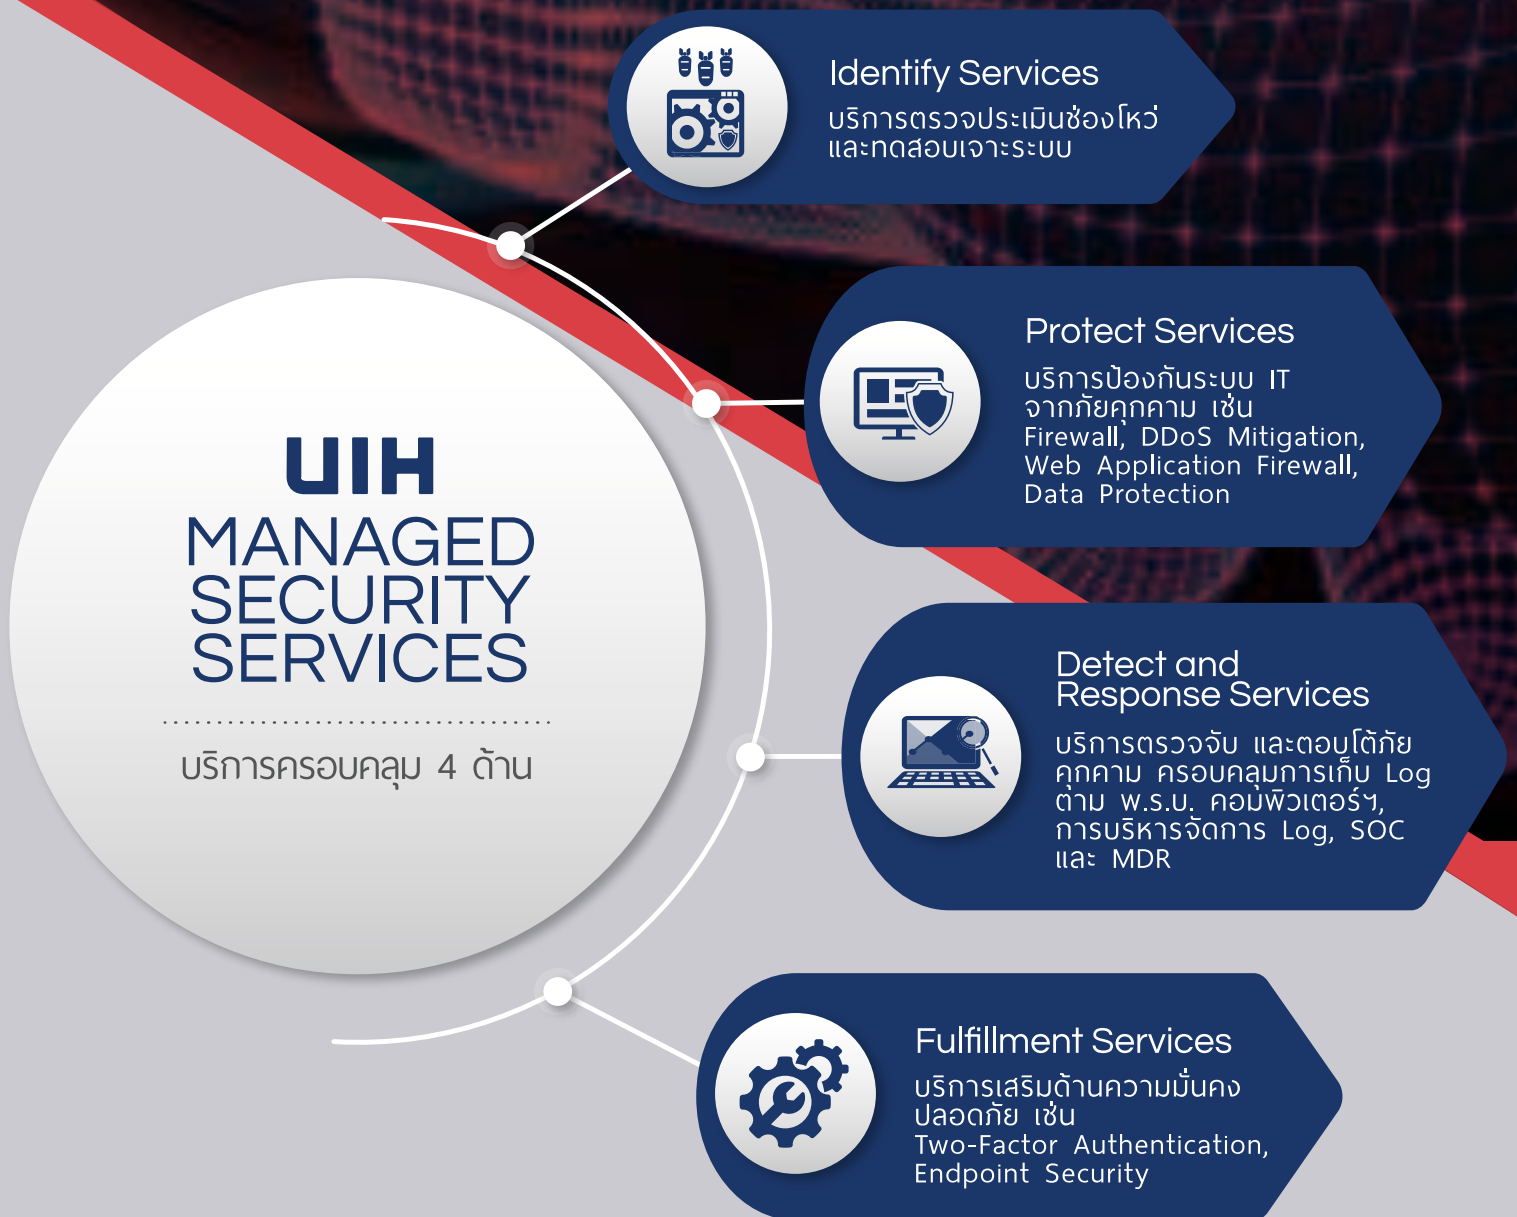 UIH
MANAGED
SECURITY
SERVICES
บริการครอบคลุม 4 ด้าน
Identify Services
บริการตรวจประเมินช่องโหว่
และทดสอบเจาะระบบ
Protect Services
บริการป้องกันระบบ IT
จากภัยคุกคาม เช่น
Firewall, DDoS Mitigation,
Web Application Firewall,
Data Protection
Detect and
Response Services
บริการตรวจจับ และตอบโต้ภัย
คุกคาม ครอบคลุมการเก็บ Log
ตาม พ.ร.บ. คอมพิวเตอร์ฯ,
การบริหารจัดการ Log, SOC
และ MDR
Fulfillment Services
บริการเสริมด้านความมั่นคง
ปลอดภัย เช่น
Two-Factor Authentication,
Endpoint Security